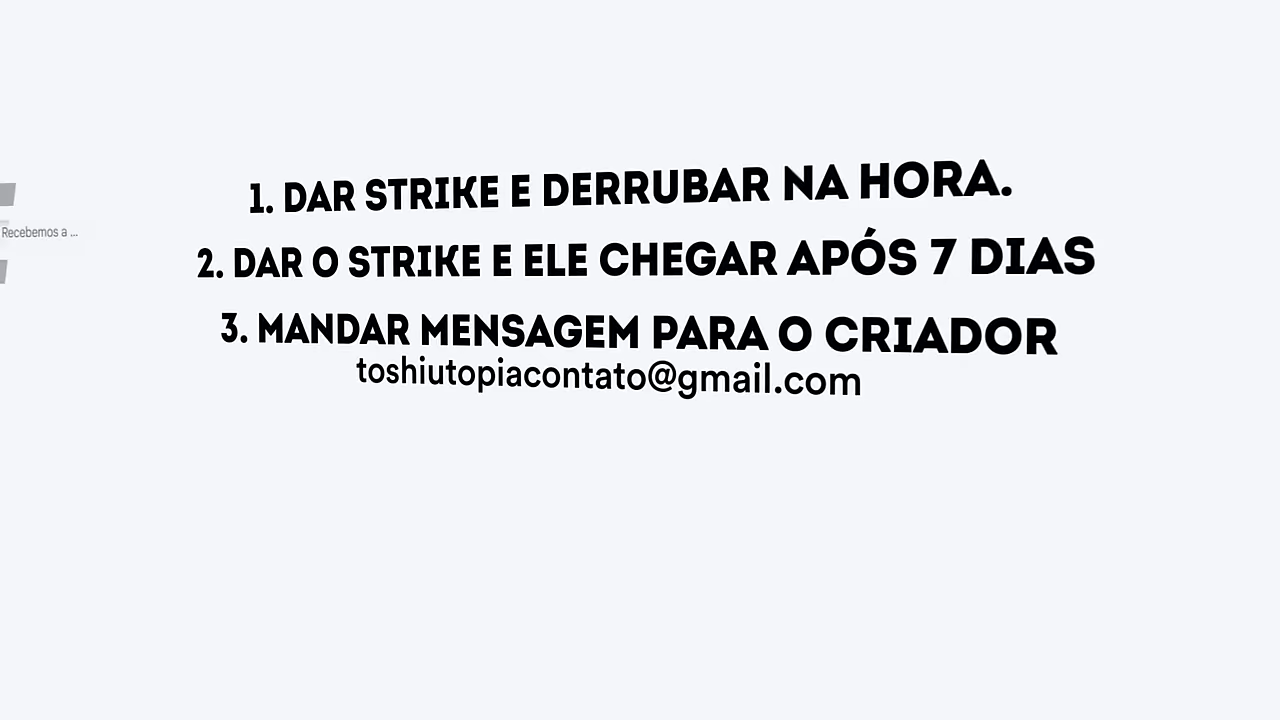 1. DAR STRIKE E DERRUBAR NA HORA.
2. DAR O STRIKE E ELE CHEGAR APÓS 7 DIAS
Recebemos a ...
3. MANDAR MENSAGEM PARA O CRIADOR
toshiutopiacontato@gmail.com